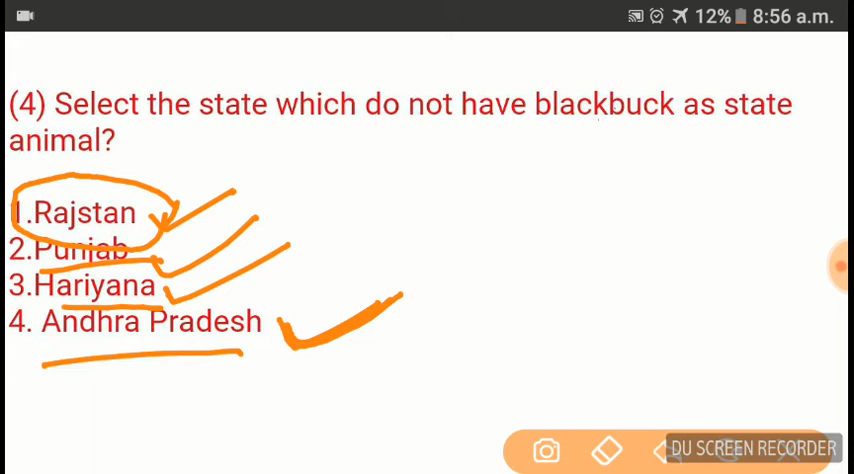 12% 8:56 a.m.
(4) Select the state which do not have blackbuck as state
animal?
1.Rajstan
2.Punjab
3.Hariyana
4. Andhra Pradesh
DU SCREEN RECORDER